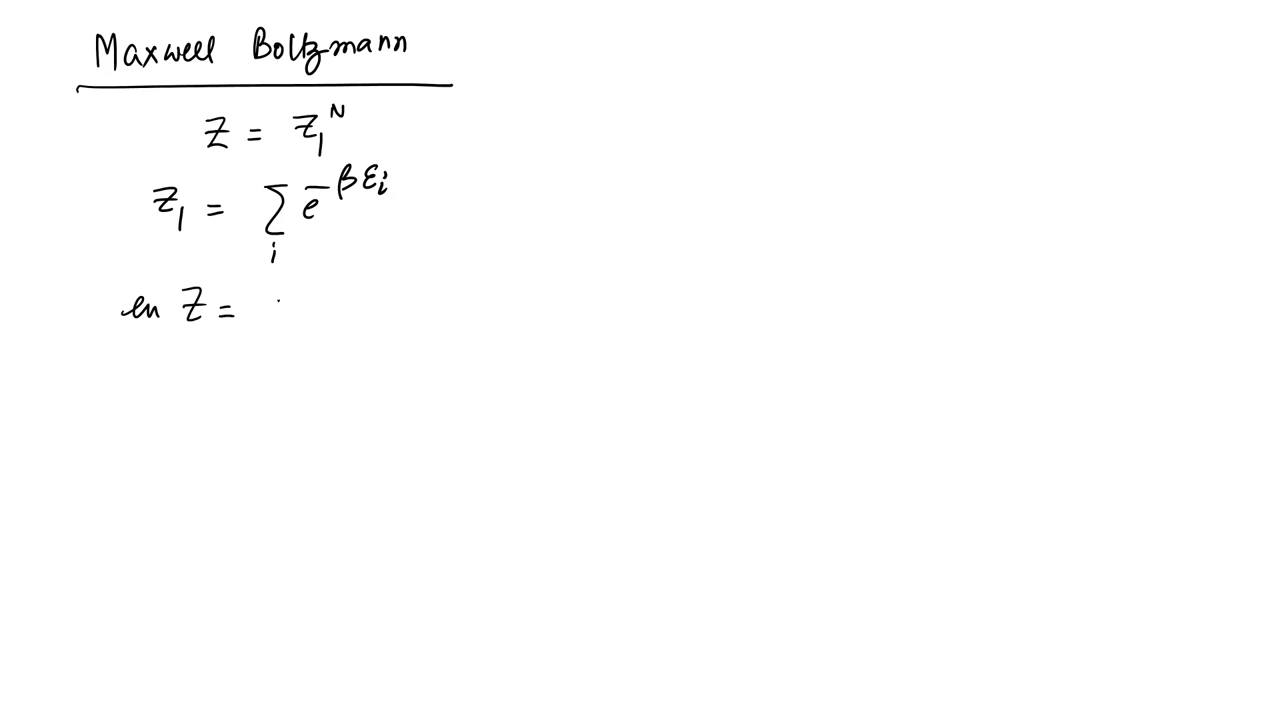 Maxwell Boltzmann
Z = Z₁ᴺ
Z₁ = ∑ᵢ e^{-βεᵢ}
ln Z =